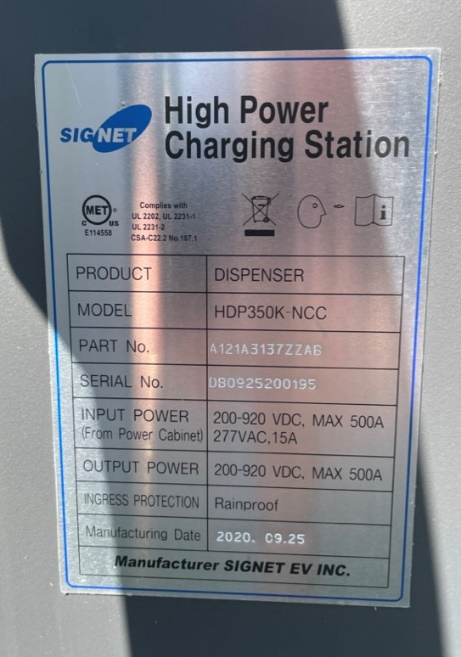 SIGNET
High Power
Charging Station
MET
C US
E114558
Complies with
UL 2202, UL 2231-1
UL 2231-2
CSA-C22.2 No.107.1
PRODUCT DISPENSER
MODEL HDP350K-NCC
PART No. A121A3137ZZAB
SERIAL No. DB0925200195
INPUT POWER 200-920 VDC, MAX 500A
(From Power Cabinet) 277VAC,15A
OUTPUT POWER 200-920 VDC, MAX 500A
INGRESS PROTECTION Rainproof
Manufacturing Date 2020. 09.25
Manufacturer SIGNET EV INC.